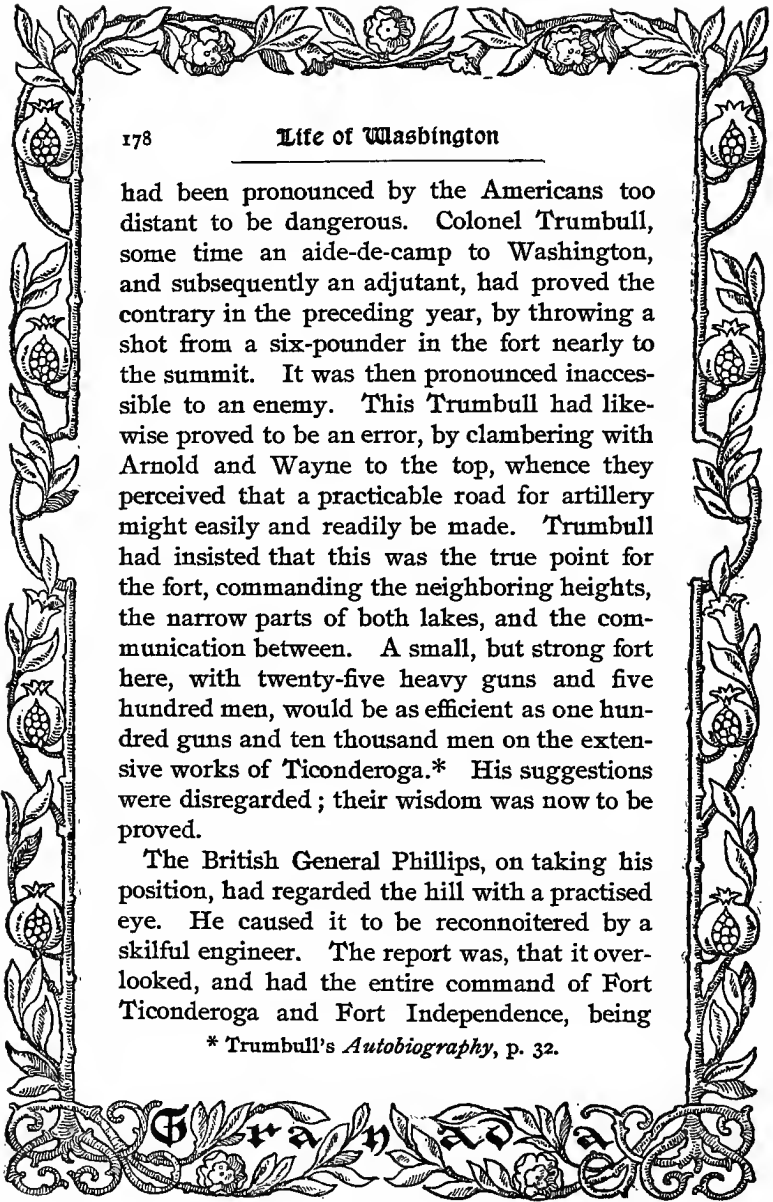 178 Life of Washington
had been pronounced by the Americans too
distant to be dangerous. Colonel Trumbull,
some time an aide-de-camp to Washington,
and subsequently an adjutant, had proved the
contrary in the preceding year, by throwing a
shot from a six-pounder in the fort nearly to
the summit. It was then pronounced inacces-
sible to an enemy. This Trumbull had like-
wise proved to be an error, by clambering with
Arnold and Wayne to the top, whence they
perceived that a practicable road for artillery
might easily and readily be made. Trumbull
had insisted that this was the true point for
the fort, commanding the neighboring heights,
the narrow parts of both lakes, and the com-
munication between. A small, but strong fort
here, with twenty-five heavy guns and five
hundred men, would be as efficient as one hun-
dred guns and ten thousand men on the exten-
sive works of Ticonderoga.* His suggestions
were disregarded; their wisdom was now to be
proved.
The British General Phillips, on taking his
position, had regarded the hill with a practised
eye. He caused it to be reconnoitered by a
skilful engineer. The report was, that it over-
looked, and had the entire command of Fort
Ticonderoga and Fort Independence, being
* Trumbull's Autobiography, p. 32.
Granada